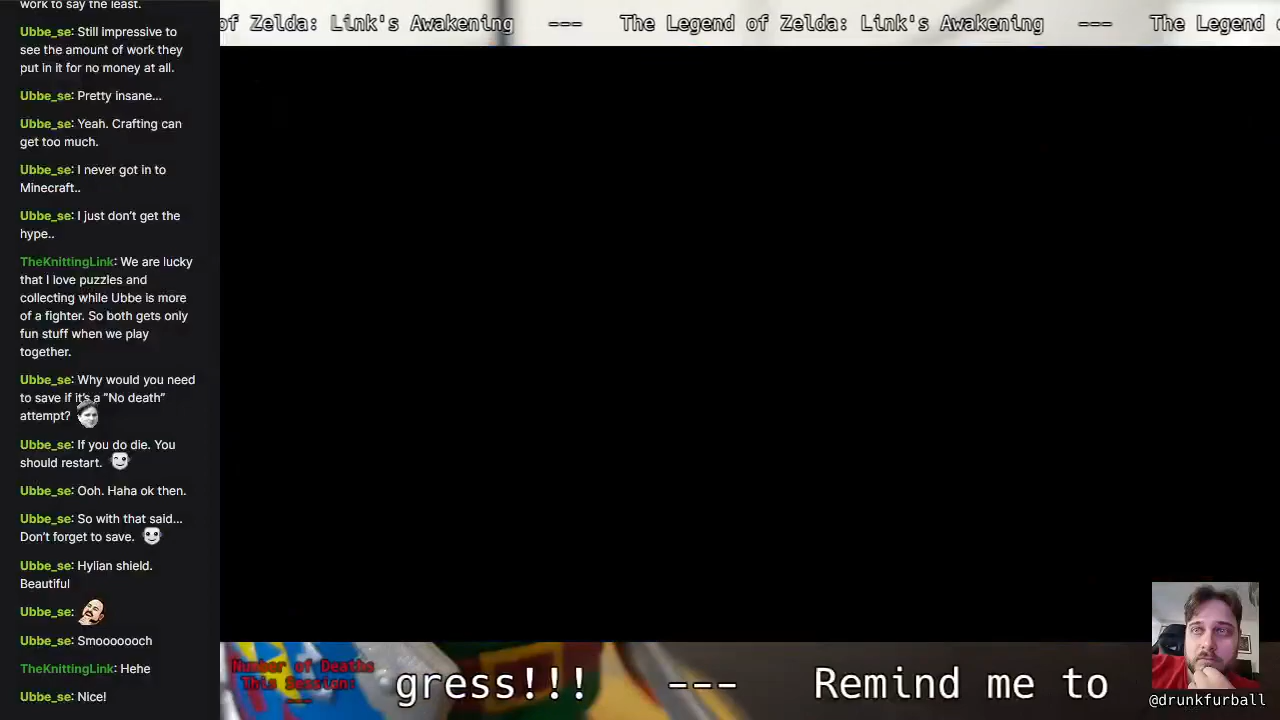 work to say the least.
Ubbe_se: Still impressive to
see the amount of work they
put in it for no money at all.
Ubbe_se: Pretty insane...
Ubbe_se: Yeah. Crafting can
get too much.
Ubbe_se: I never got in to
Minecraft..
Ubbe_se: I just don't get the
hype..
TheKnittingLink: We are lucky
that I love puzzles and
collecting while Ubbe is more
of a fighter. So both gets only
fun stuff when we play
together.
Ubbe_se: Why would you need
to save if it's a "No death"
attempt?
Ubbe_se: If you do die. You
should restart.
Ubbe_se: Ooh. Haha ok then.
Ubbe_se: So with that said...
Don't forget to save.
Ubbe_se: Hylian shield.
Beautiful
Ubbe_se:
Ubbe_se: Smooooooch
TheKnittingLink: Hehe
Ubbe_se: Nice!
of Zelda: Link's Awakening --- The Legend of Zelda: Link's Awakening --- The Legend o
Number of Deaths
This Session:
---
gress!!! --- Remind me to
@drunkfurball